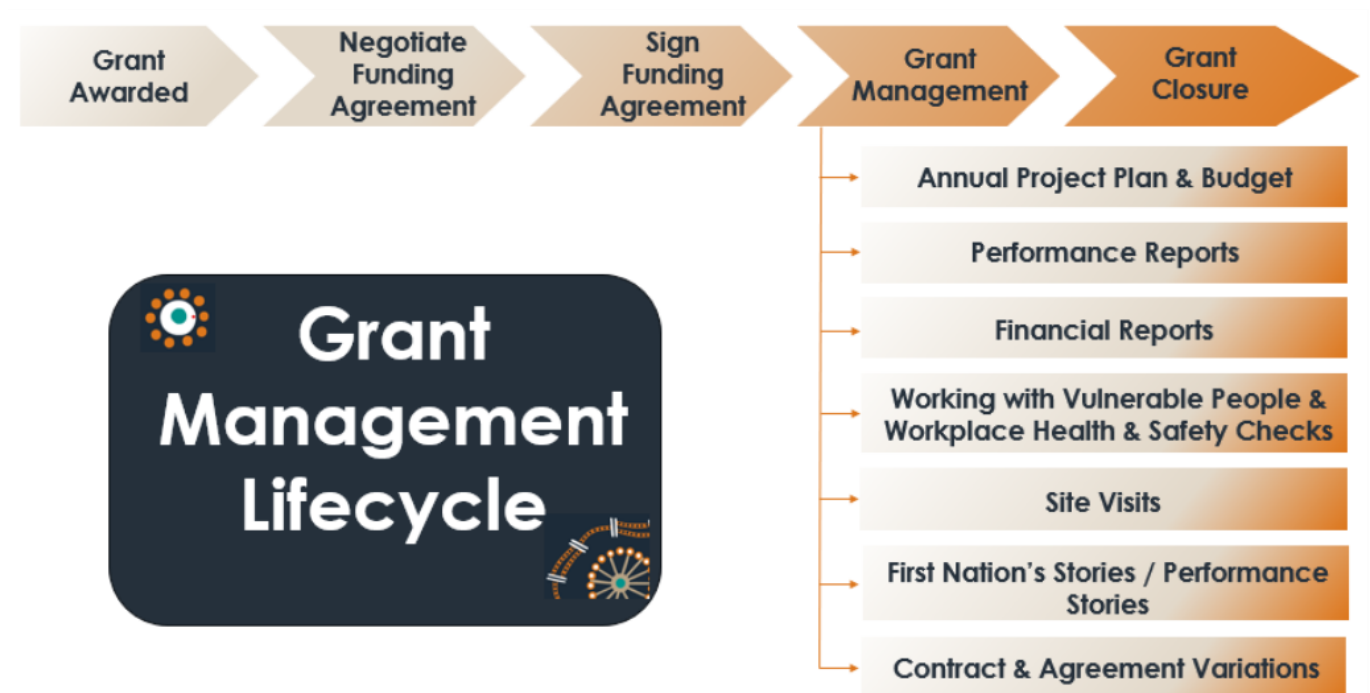 Grant
Awarded
Negotiate
Funding
Agreement
Sign
Funding
Agreement
Grant
Management
Grant
Closure
Annual Project Plan & Budget
Performance Reports
Financial Reports
Working with Vulnerable People &
Workplace Health & Safety Checks
Site Visits
First Nation's Stories / Performance
Stories
Contract & Agreement Variations
Grant
Management
Lifecycle